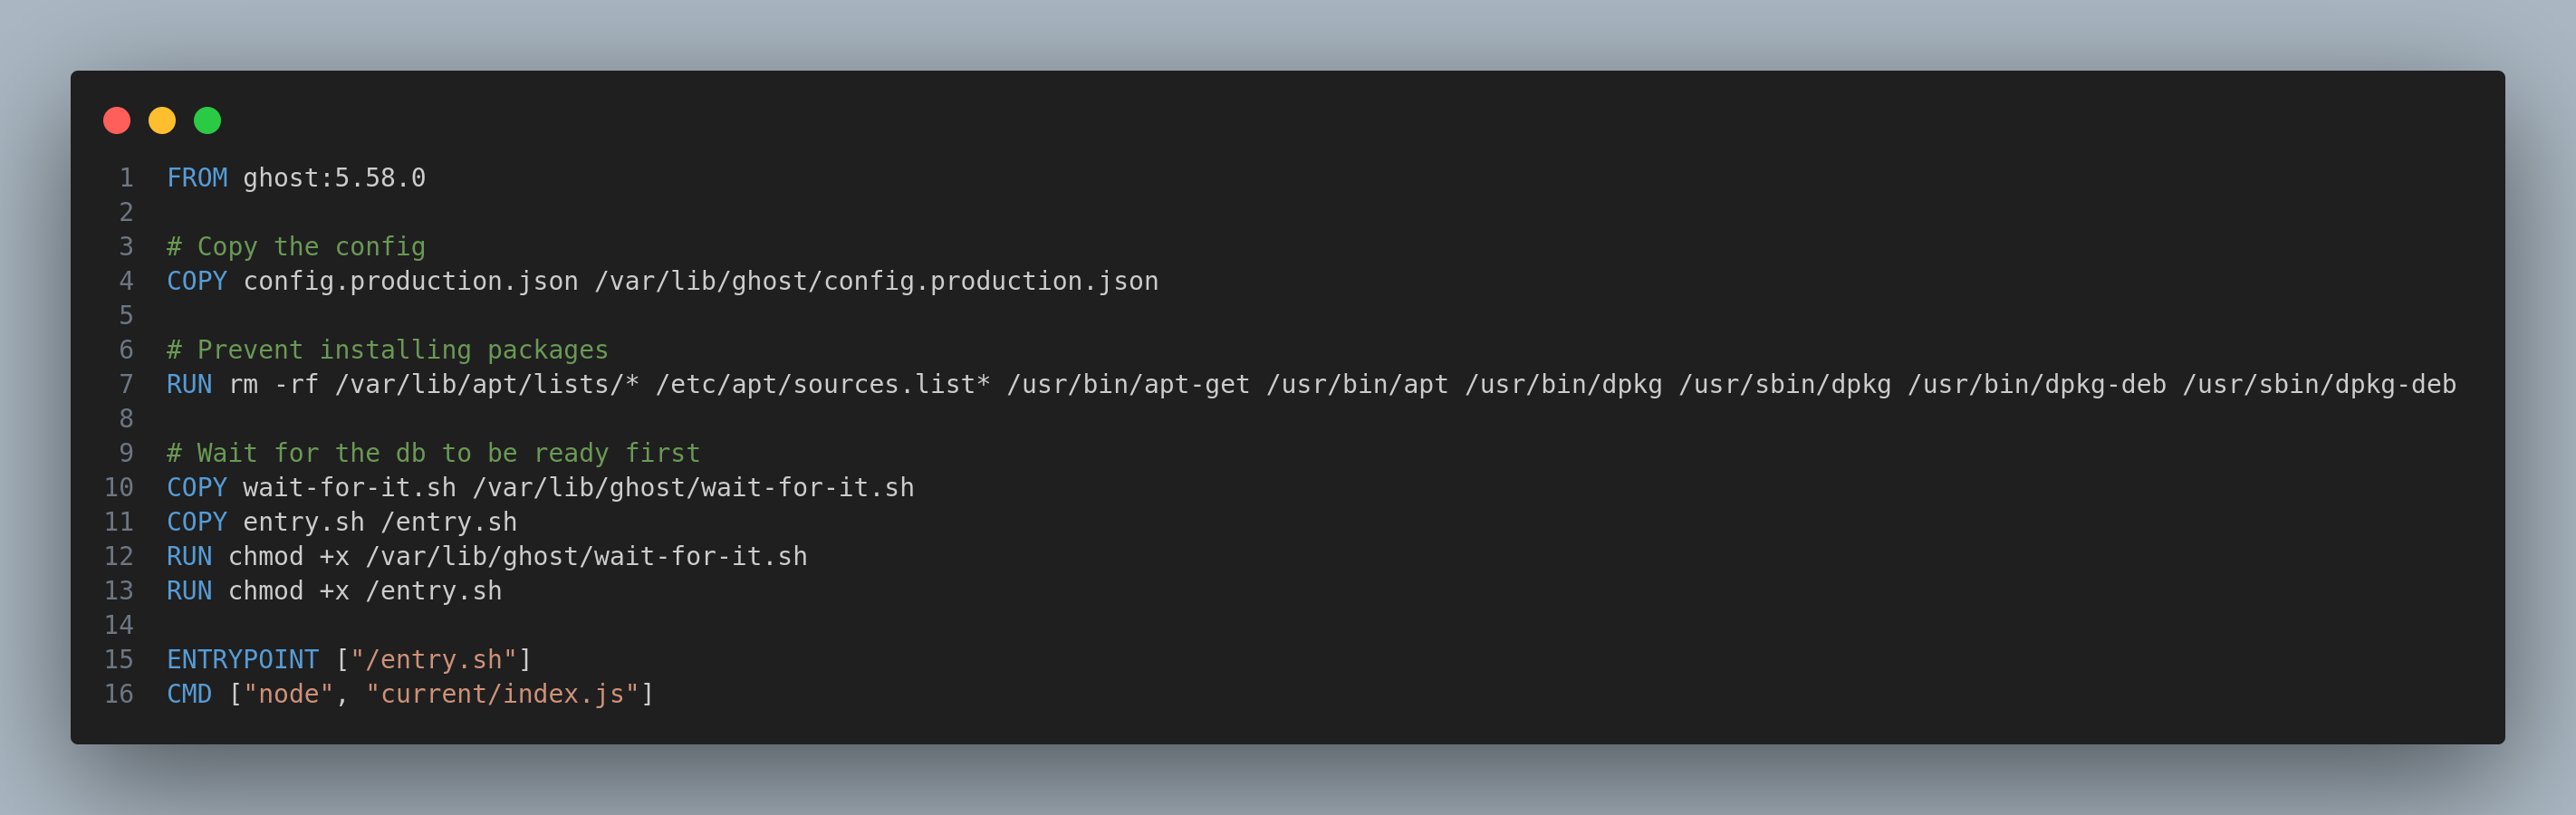 1 FROM ghost:5.58.0
2
3 # Copy the config
4 COPY config.production.json /var/lib/ghost/config.production.json
5
6 # Prevent installing packages
7 RUN rm -rf /var/lib/apt/lists/* /etc/apt/sources.list* /usr/bin/apt-get /usr/bin/apt /usr/bin/dpkg /usr/sbin/dpkg /usr/bin/dpkg-deb /usr/sbin/dpkg-deb
8
9 # Wait for the db to be ready first
10 COPY wait-for-it.sh /var/lib/ghost/wait-for-it.sh
11 COPY entry.sh /entry.sh
12 RUN chmod +x /var/lib/ghost/wait-for-it.sh
13 RUN chmod +x /entry.sh
14
15 ENTRYPOINT ["/entry.sh"]
16 CMD ["node", "current/index.js"]